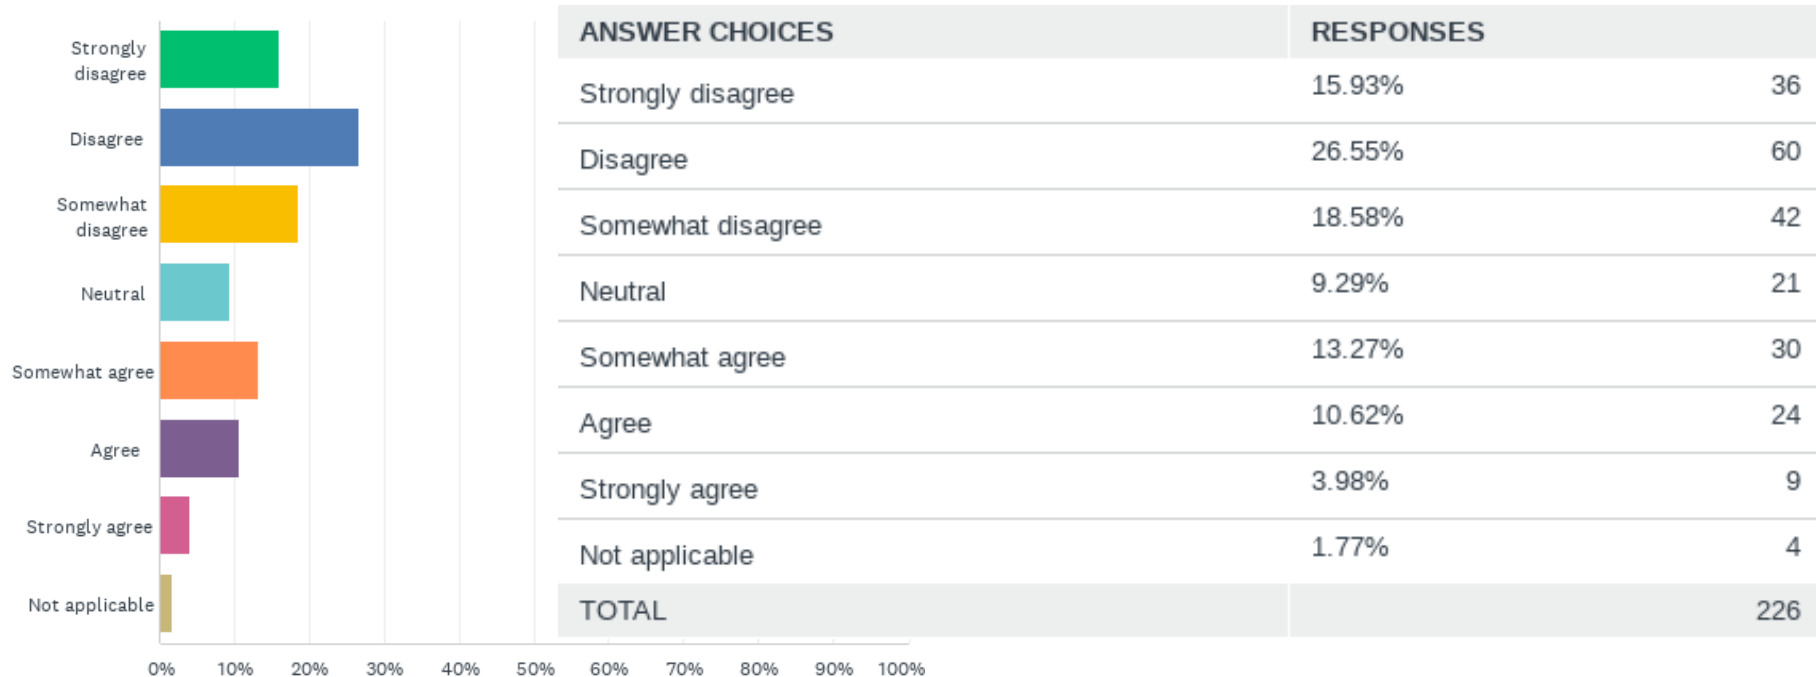 Strongly
disagree
Disagree
Somewhat
disagree
Neutral
Somewhat agree
Agree
Strongly agree
Not applicable
0% 10% 20% 30% 40% 50% 60% 70% 80% 90% 100%
ANSWER CHOICES RESPONSES
Strongly disagree 15.93% 36
Disagree 26.55% 60
Somewhat disagree 18.58% 42
Neutral 9.29% 21
Somewhat agree 13.27% 30
Agree 10.62% 24
Strongly agree 3.98% 9
Not applicable 1.77% 4
TOTAL 226